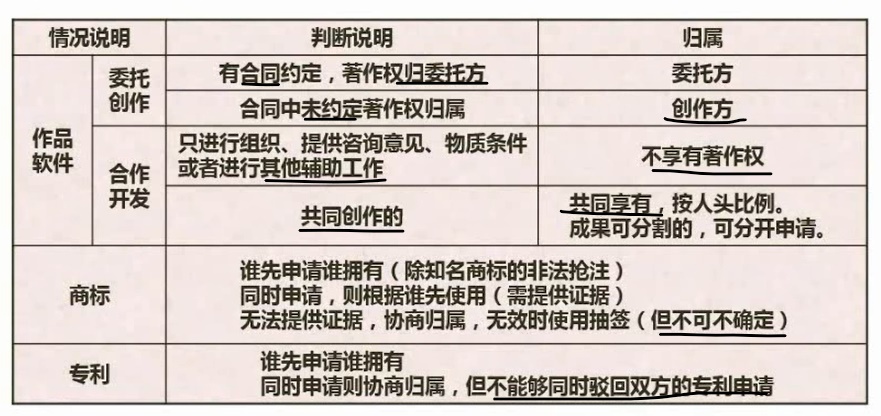 情况说明 判断说明 归属
作品
软件
委托
创作
有合同约定，著作权归委托方 委托方
合同中未约定著作权归属 创作方
合作
开发
只进行组织、提供咨询意见、物质条件
或者进行其他辅助工作
不享有著作权
共同创作的
共同享有，按人头比例。
成果可分割的，可分开申请。
商标
谁先申请谁拥有（除知名商标的非法抢注）
同时申请，则根据谁先使用（需提供证据）
无法提供证据，协商归属，无效时使用抽签（但不可不确定）
专利
谁先申请谁拥有
同时申请则协商归属，但不能够同时驳回双方的专利申请